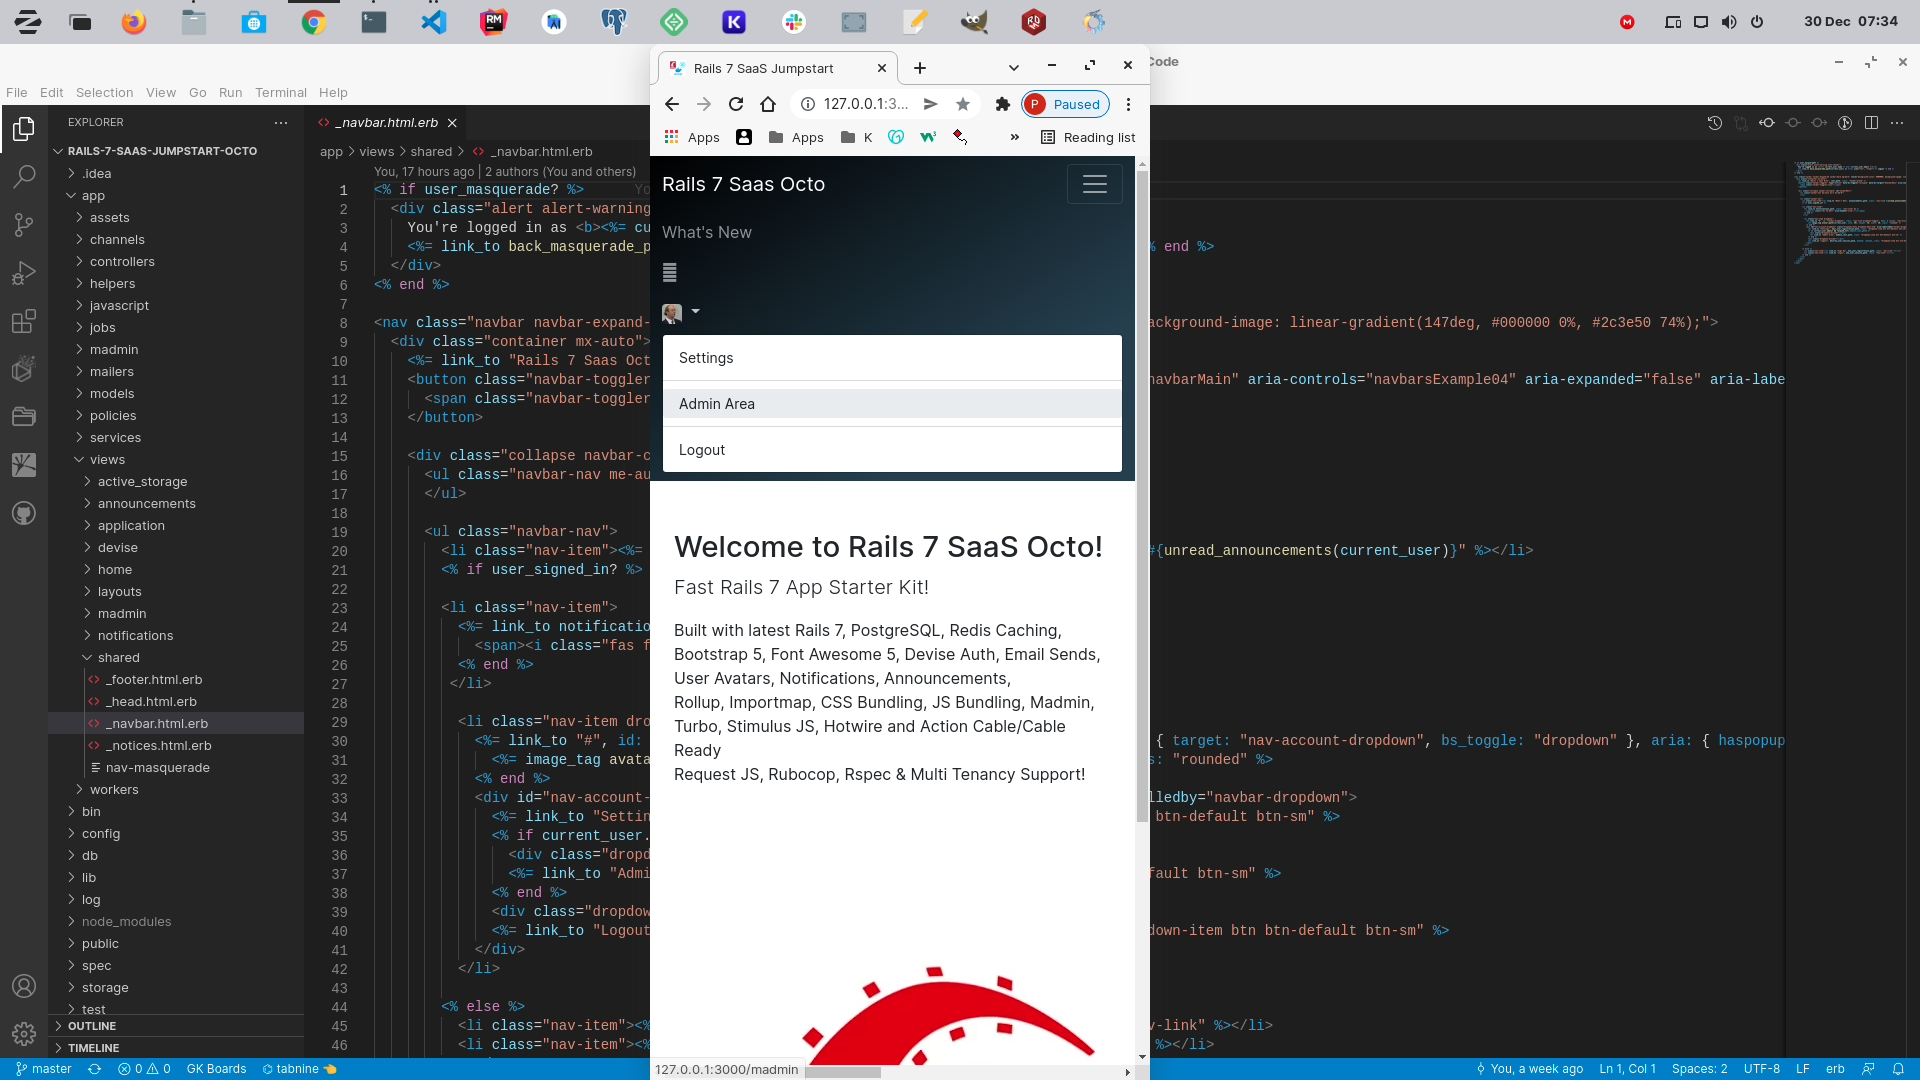 30 Dec  07:34
Code
File  Edit  Selection  View  Go  Run  Terminal  Help
EXPLORER
RAILS-7-SAAS-JUMPSTART-OCTO
.idea
app
assets
channels
controllers
helpers
javascript
jobs
madmin
mailers
models
policies
services
views
active_storage
announcements
application
devise
home
layouts
madmin
notifications
shared
_footer.html.erb
_head.html.erb
_navbar.html.erb
_notices.html.erb
nav-masquerade
workers
bin
config
db
lib
log
node_modules
public
spec
storage
test
OUTLINE
TIMELINE
_navbar.html.erb
app > views > shared > _navbar.html.erb
You, 17 hours ago | 2 authors (You and others)
1 <% if user_masquerade? %> Yo
2 <div class="alert alert-warning
3 You're logged in as <b><%= cu
4 <%= link_to back_masquerade_p % end %>
5 </div>
6 <% end %>
7
8 <nav class="navbar navbar-expand- ackground-image: linear-gradient(147deg, #000000 0%, #2c3e50 74%);">
9 <div class="container mx-auto">
10 <%= link_to "Rails 7 Saas Oct
11 <button class="navbar-toggler navbarMain" aria-controls="navbarsExample04" aria-expanded="false" aria-labe
12 <span class="navbar-toggler
13 </button>
14
15 <div class="collapse navbar-c
16 <ul class="navbar-nav me-au
17 </ul>
18
19 <ul class="navbar-nav">
20 <li class="nav-item"><%= #{unread_announcements(current_user)}" %></li>
21 <% if user_signed_in? %>
22
23 <li class="nav-item">
24 <%= link_to notificatio
25 <span><i class="fas f
26 <% end %>
27 </li>
28
29 <li class="nav-item dro
30 <%= link_to "#", id: { target: "nav-account-dropdown", bs_toggle: "dropdown" }, aria: { haspopup
31 <%= image_tag avata s: "rounded" %>
32 <% end %>
33 <div id="nav-account- lledby="navbar-dropdown">
34 <%= link_to "Settin btn-default btn-sm" %>
35 <% if current_user.
36 <div class="dropd
37 <%= link_to "Admi fault btn-sm" %>
38 <% end %>
39 <div class="dropdow
40 <%= link_to "Logout down-item btn btn-default btn-sm" %>
41 </div>
42 </li>
43
44 <% else %>
45 <li class="nav-item"><% v-link" %></li>
46 <li class="nav-item"><% %></li>
Rails 7 SaaS Jumpstart
127.0.0.1:3...
P Paused
Apps  Apps  K  »  Reading list
Rails 7 Saas Octo
What's New
Settings
Admin Area
Logout
Welcome to Rails 7 SaaS Octo!
Fast Rails 7 App Starter Kit!
Built with latest Rails 7, PostgreSQL, Redis Caching,
Bootstrap 5, Font Awesome 5, Devise Auth, Email Sends,
User Avatars, Notifications, Announcements,
Rollup, Importmap, CSS Bundling, JS Bundling, Madmin,
Turbo, Stimulus JS, Hotwire and Action Cable/Cable
Ready
Request JS, Rubocop, Rspec & Multi Tenancy Support!
127.0.0.1:3000/madmin
master  0  0  GK Boards  tabnine  You, a week ago  Ln 1, Col 1  Spaces: 2  UTF-8  LF  erb